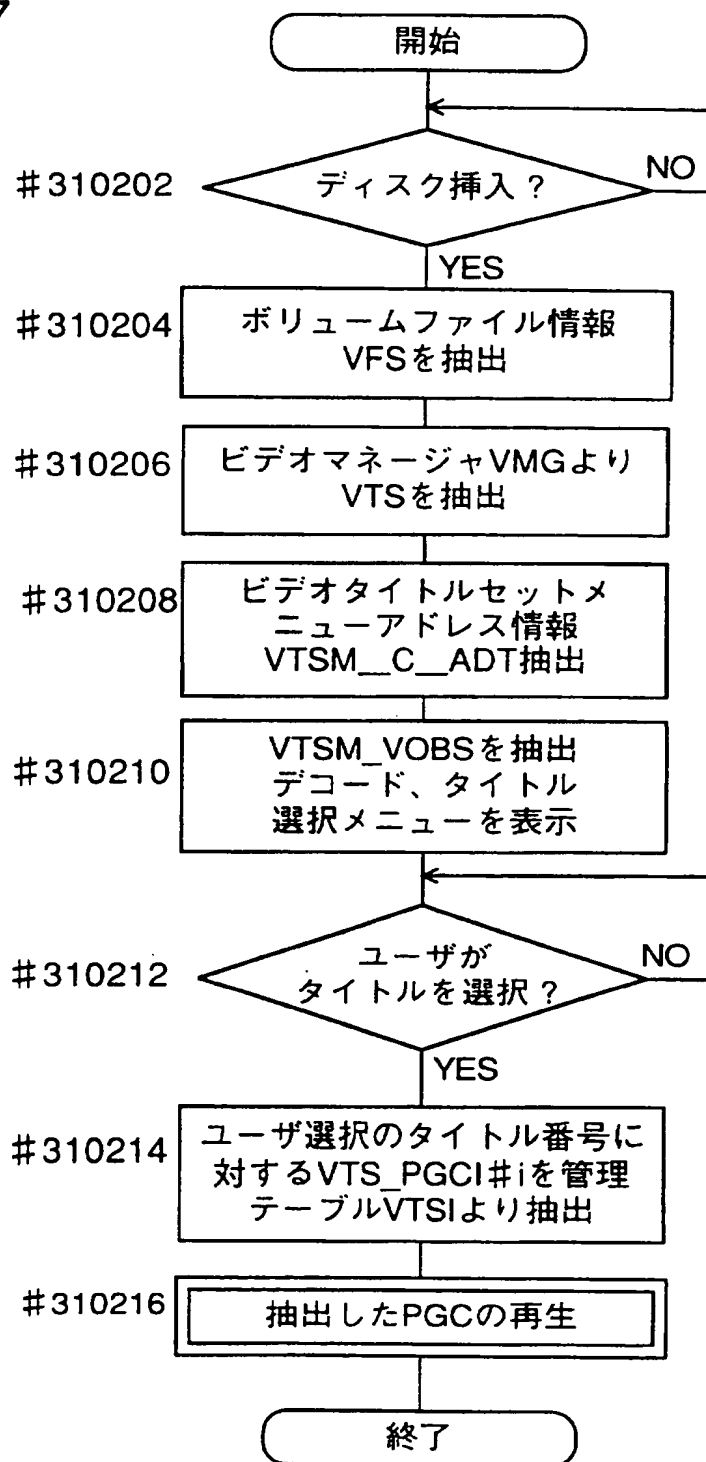 7
開始
#310202
ディスク挿入？
NO
YES
#310204
ボリュームファイル情報
VFSを抽出
#310206
ビデオマネージャVMGより
VTSを抽出
#310208
ビデオタイトルセットメ
ニューアドレス情報
VTSM__C__ADT抽出
#310210
VTSM_VOBSを抽出
デコード、タイトル
選択メニューを表示
#310212
ユーザが
タイトルを選択？
NO
YES
#310214
ユーザ選択のタイトル番号に
対するVTS_PGCI#iを管理
テーブルVTSIより抽出
#310216
抽出したPGCの再生
終了